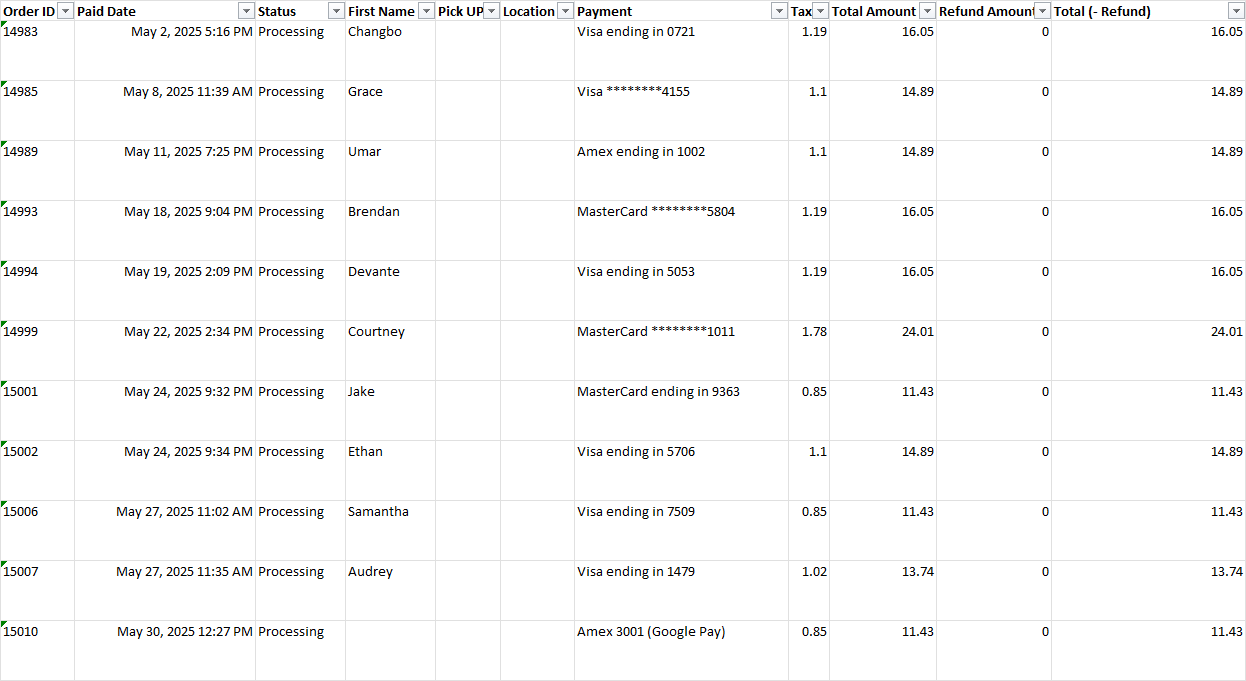 Order ID Paid Date Status First Name Pick UP Location Payment Tax Total Amount Refund Amount Total (- Refund)
14983 May 2, 2025 5:16 PM Processing Changbo Visa ending in 0721 1.19 16.05 0 16.05
14985 May 8, 2025 11:39 AM Processing Grace Visa ********4155 1.1 14.89 0 14.89
14989 May 11, 2025 7:25 PM Processing Umar Amex ending in 1002 1.1 14.89 0 14.89
14993 May 18, 2025 9:04 PM Processing Brendan MasterCard ********5804 1.19 16.05 0 16.05
14994 May 19, 2025 2:09 PM Processing Devante Visa ending in 5053 1.19 16.05 0 16.05
14999 May 22, 2025 2:34 PM Processing Courtney MasterCard ********1011 1.78 24.01 0 24.01
15001 May 24, 2025 9:32 PM Processing Jake MasterCard ending in 9363 0.85 11.43 0 11.43
15002 May 24, 2025 9:34 PM Processing Ethan Visa ending in 5706 1.1 14.89 0 14.89
15006 May 27, 2025 11:02 AM Processing Samantha Visa ending in 7509 0.85 11.43 0 11.43
15007 May 27, 2025 11:35 AM Processing Audrey Visa ending in 1479 1.02 13.74 0 13.74
15010 May 30, 2025 12:27 PM Processing Amex 3001 (Google Pay) 0.85 11.43 0 11.43